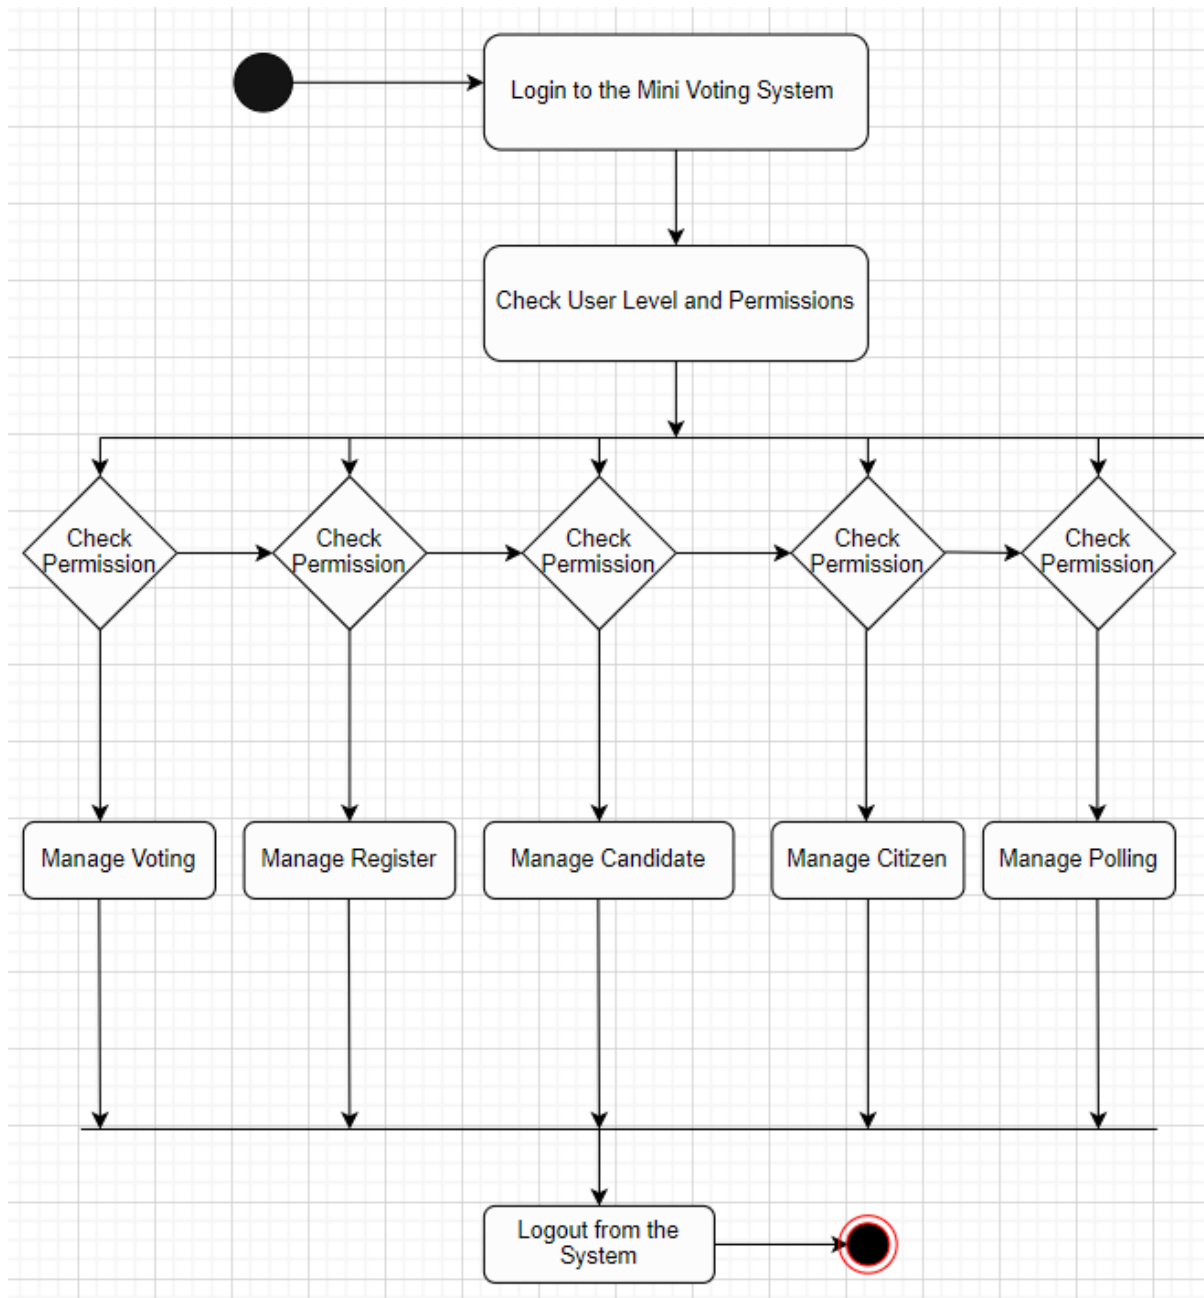 Login to the Mini Voting System
Check User Level and Permissions
Check
Permission
Check
Permission
Check
Permission
Check
Permission
Check
Permission
Manage Voting
Manage Register
Manage Candidate
Manage Citizen
Manage Polling
Logout from the
System